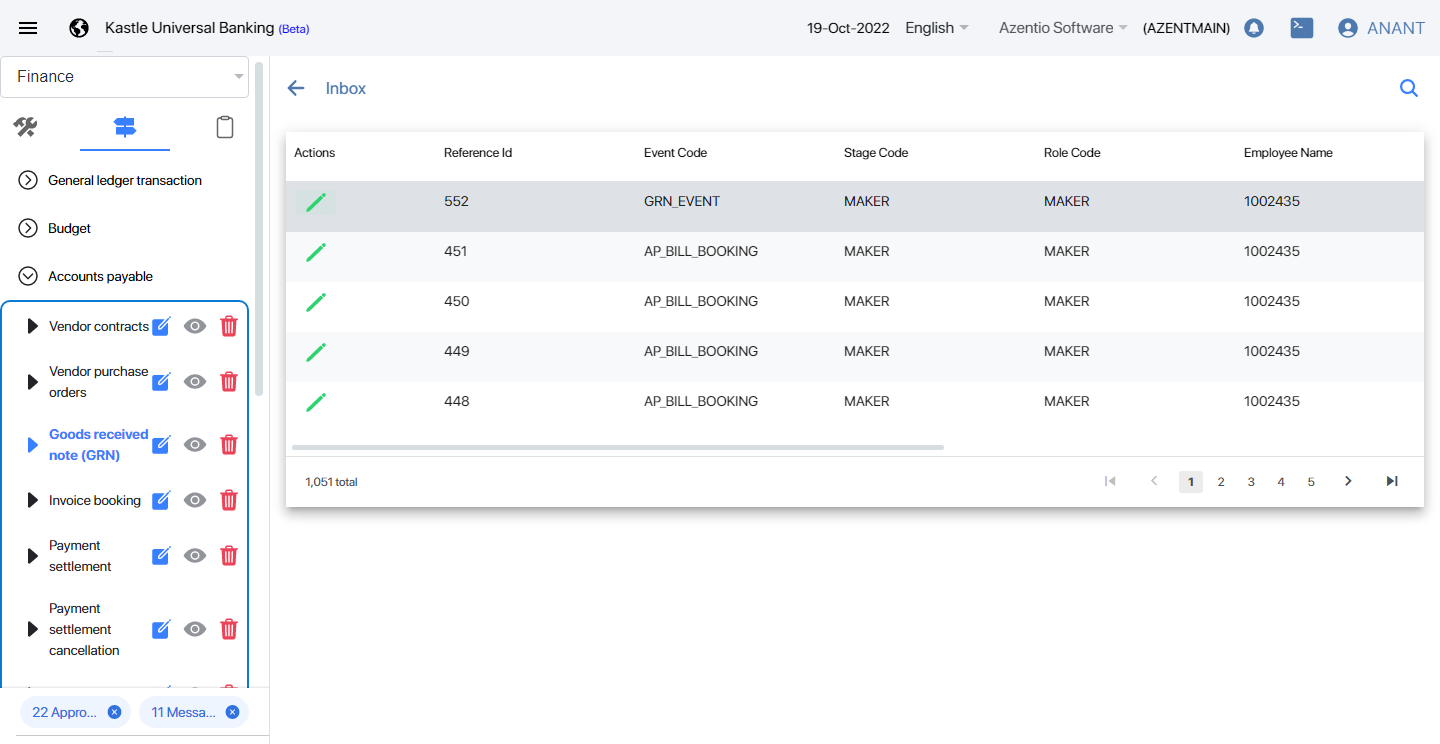 Kastle Universal Banking (Beta)
19-Oct-2022 English Azentio Software (AZENTMAIN) ANANT
Finance
General ledger transaction
Budget
Accounts payable
Vendor contracts
Vendor purchase
orders
Goods received
note (GRN)
Invoice booking
Payment
settlement
Payment
settlement
cancellation
22 Appro...
11 Messa...
Inbox
Actions Reference Id Event Code Stage Code Role Code Employee Name
552 GRN_EVENT MAKER MAKER 1002435
451 AP_BILL_BOOKING MAKER MAKER 1002435
450 AP_BILL_BOOKING MAKER MAKER 1002435
449 AP_BILL_BOOKING MAKER MAKER 1002435
448 AP_BILL_BOOKING MAKER MAKER 1002435
1,051 total
1 2 3 4 5